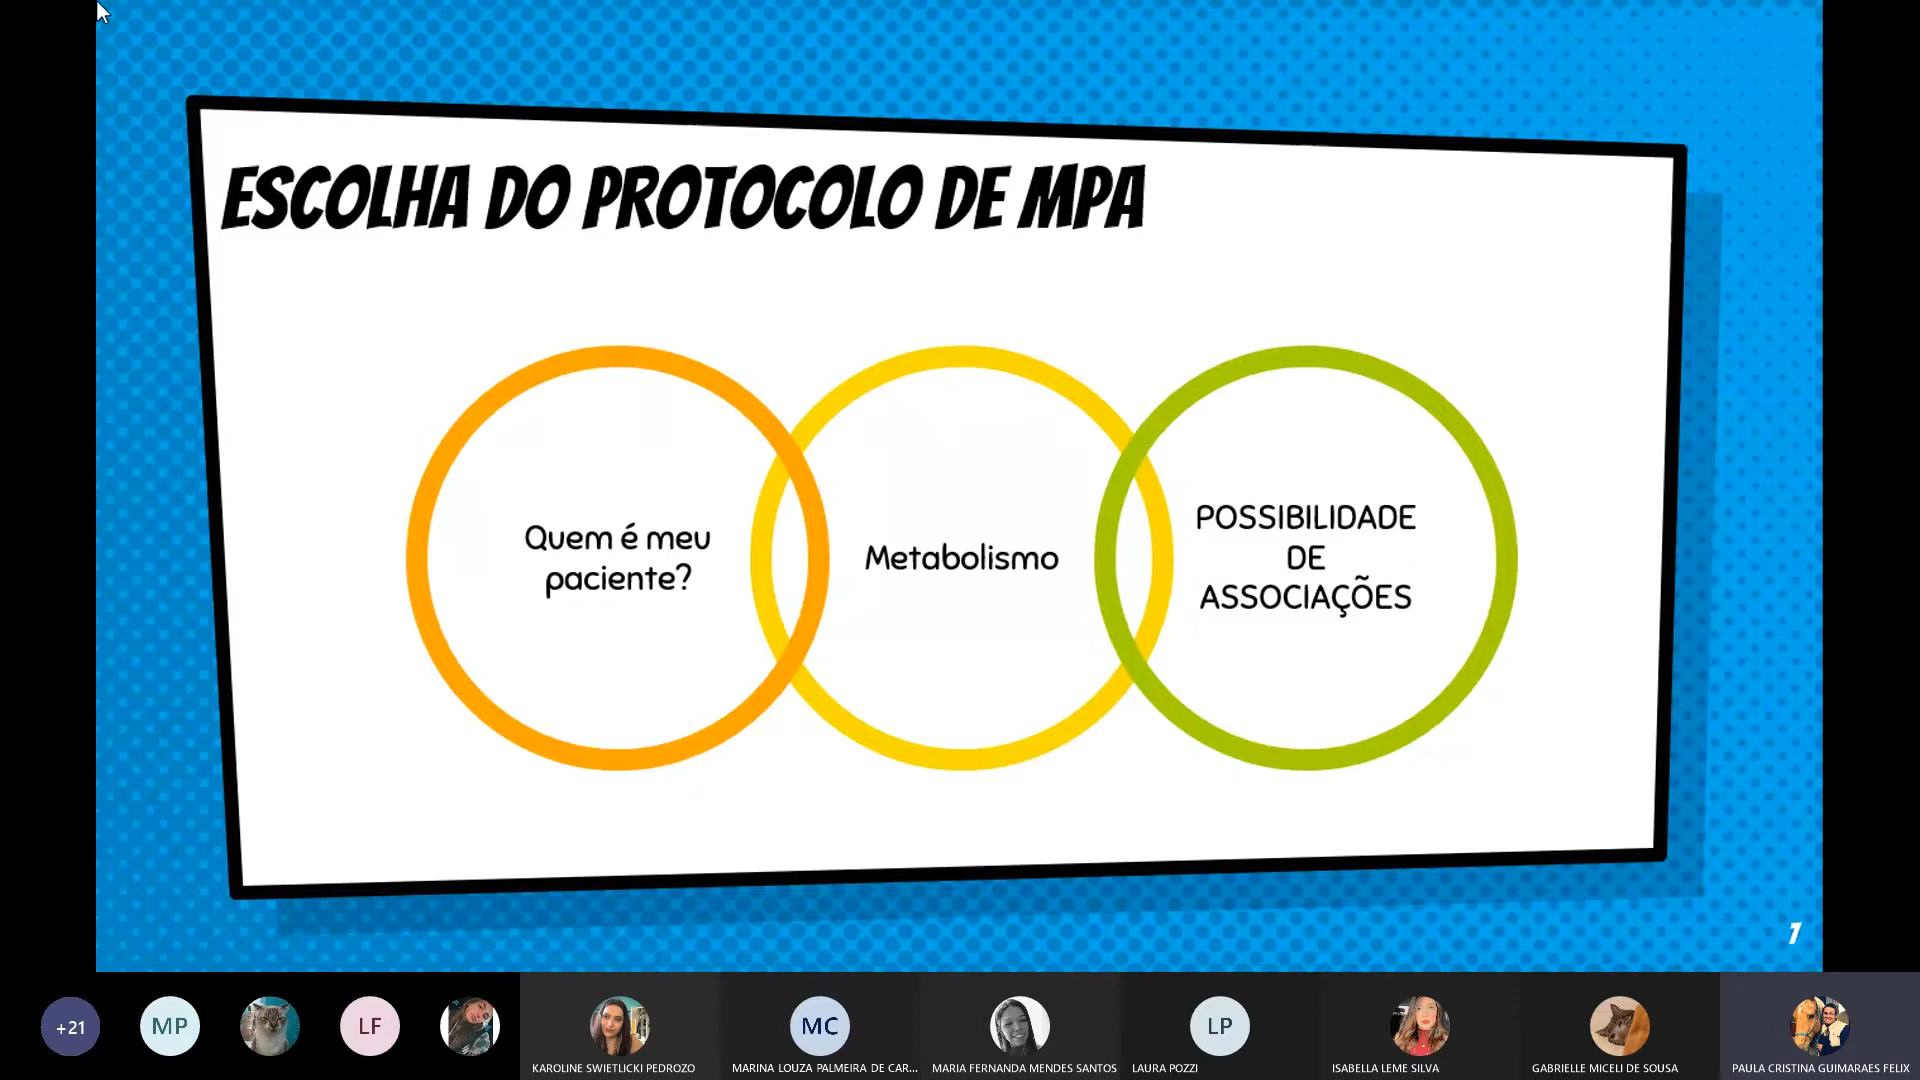 ESCOLHA DO PROTOCOLO DE MPA
Quem é meu
paciente?
Metabolismo
POSSIBILIDADE
DE
ASSOCIAÇÕES
7
+21
MP
LF
MC
LP
KAROLINE SWIETLICKI PEDROZO
MARINA LOUZA PALMEIRA DE CAR...
MARIA FERNANDA MENDES SANTOS
LAURA POZZI
ISABELLA LEME SILVA
GABRIELLE MICELI DE SOUSA
PAULA CRISTINA GUIMARAES FELIX